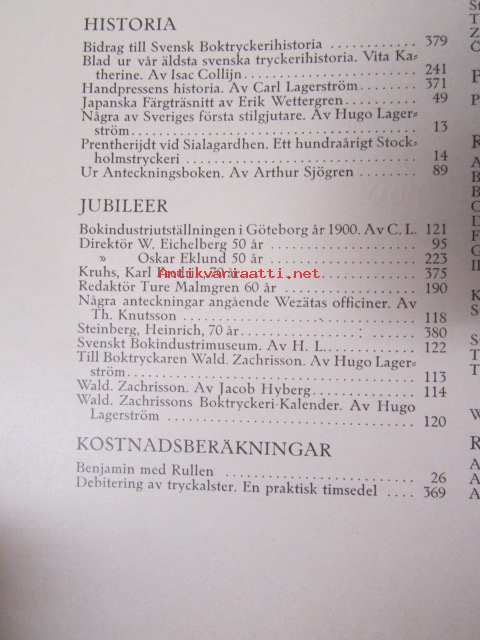 HISTORIA
Bidrag till Svensk Boktryckerihistoria ............ 379
Blad ur vår äldsta svenska tryckerihistoria. Vita Ka=
therine. Av Isac Collijn ........................ 241
Handpressens historia. Av Carl Lagerström ....... 371
Japanska Färgträsnitt av Erik Wettergren ......... 49
Några av Sveriges första stilgjutare. Av Hugo Lager=
ström .................................... 13
Prentherijdt vid Sialagardhen. Ett hundraårigt Stock=
holmstryckeri ............................... 14
Ur Anteckningsboken. Av Arthur Sjögren ......... 89
JUBILEER
Bokindustriutställningen i Göteborg år 1900. Av C. L. 121
Direktör W. Eichelberg 50 år .................... 95
» Oskar Eklund 50 år .................... 223
Kruhs, Karl 70 år ........................ 375
Antikvariaatti.net
Redaktör Ture Malmgren 60 år .................. 190
Några anteckningar angående Wezätas officiner. Av
Th. Knutsson ............................... 118
Steinberg, Heinrich, 70 år ....................... 380
Svenskt Bokindustrimuseum. Av H. L. ............ 122
Till Boktryckaren Wald. Zachrisson. Av Hugo Lager=
ström .................................... 113
Wald. Zachrisson. Av Jacob Hyberg .............. 114
Wald. Zachrissons Boktryckeri-Kalender. Av Hugo
Lagerström ................................ 120
KOSTNADSBERÄKNINGAR
Benjamin med Rullen ......................... 26
Debitering av tryckalster. En praktisk timsedel .... 369